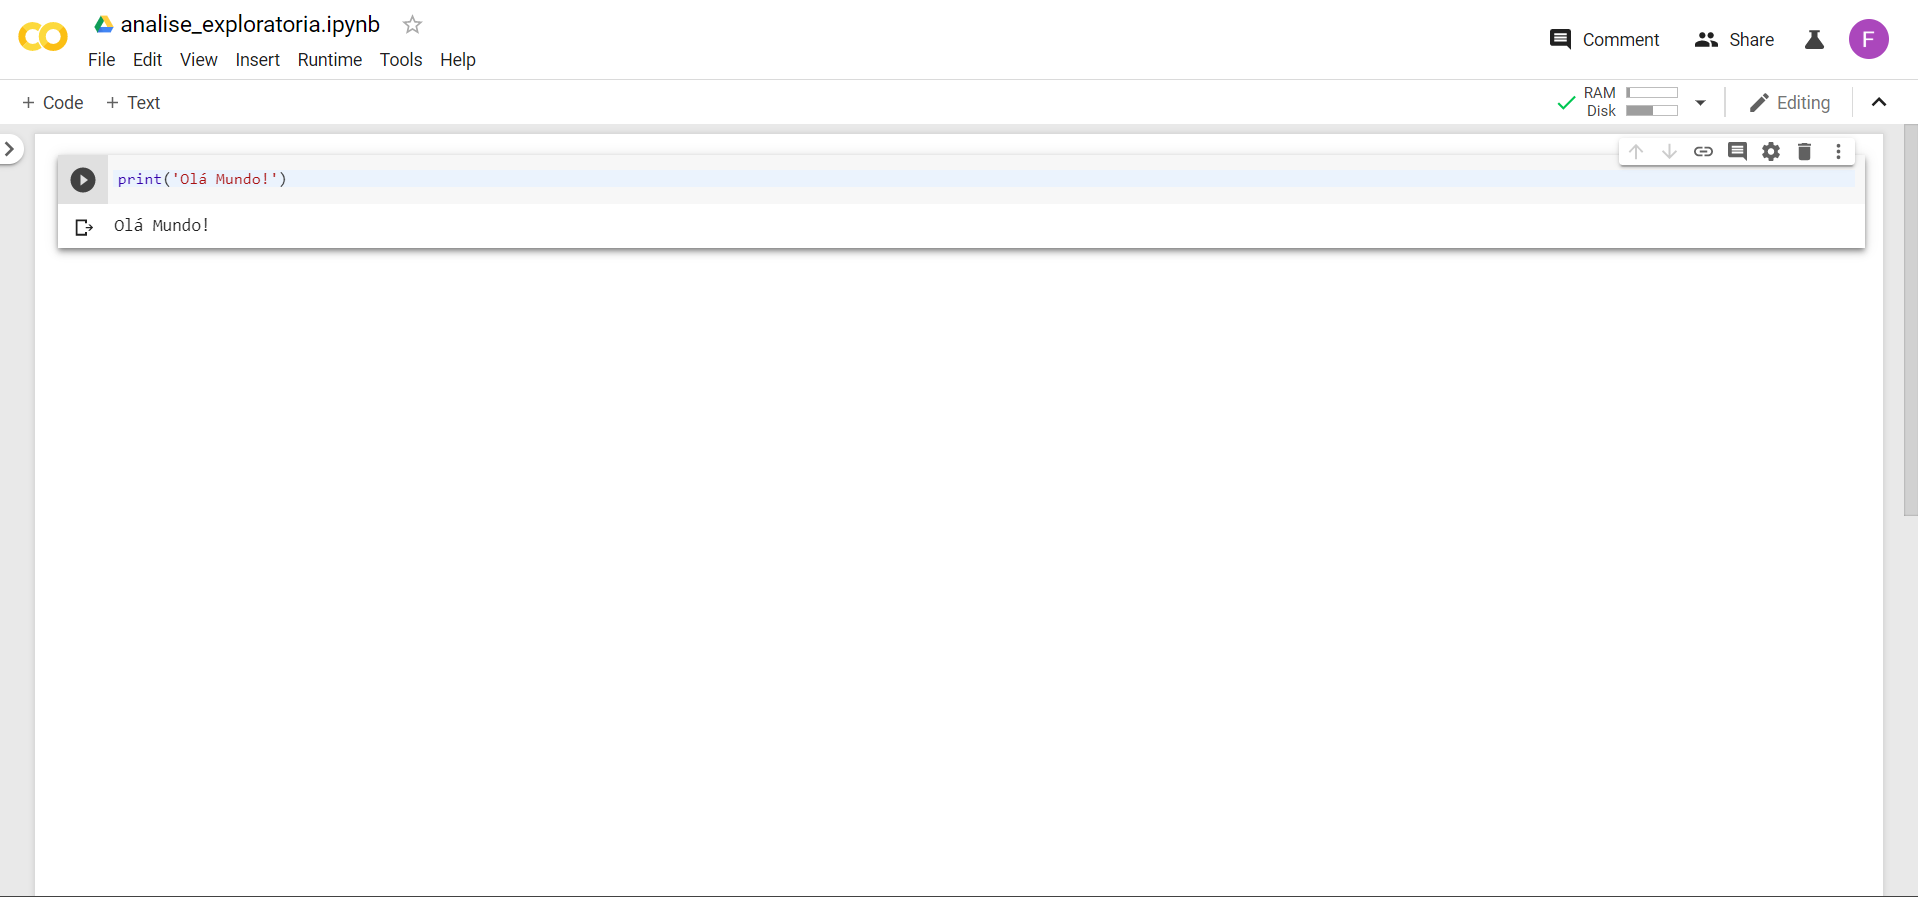 analise_exploratoria.ipynb
File Edit View Insert Runtime Tools Help
Comment Share F
+ Code + Text
RAM
Disk
Editing
print('Olá Mundo!')
Olá Mundo!